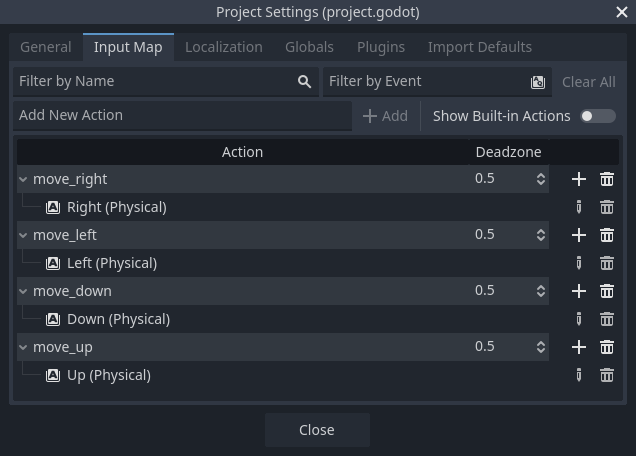 Project Settings (project.godot)
General Input Map Localization Globals Plugins Import Defaults
Filter by Name Filter by Event Clear All
Add New Action Add Show Built-in Actions
Action Deadzone
move_right 0.5
Right (Physical)
move_left 0.5
Left (Physical)
move_down 0.5
Down (Physical)
move_up 0.5
Up (Physical)
Close